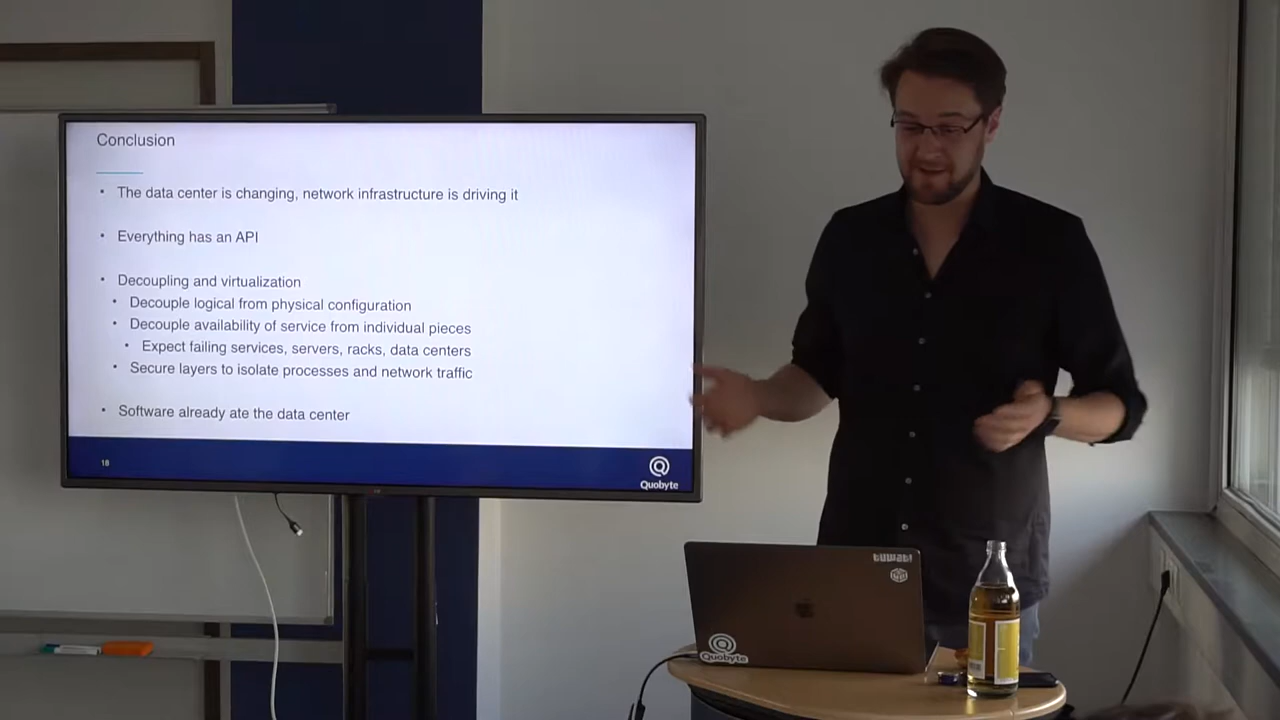 Conclusion
• The data center is changing, network infrastructure is driving it
• Everything has an API
• Decoupling and virtualization
• Decouple logical from physical configuration
• Decouple availability of service from individual pieces
• Expect failing services, servers, racks, data centers
• Secure layers to isolate processes and network traffic
• Software already ate the data center
18
Quobyte
Quobyte